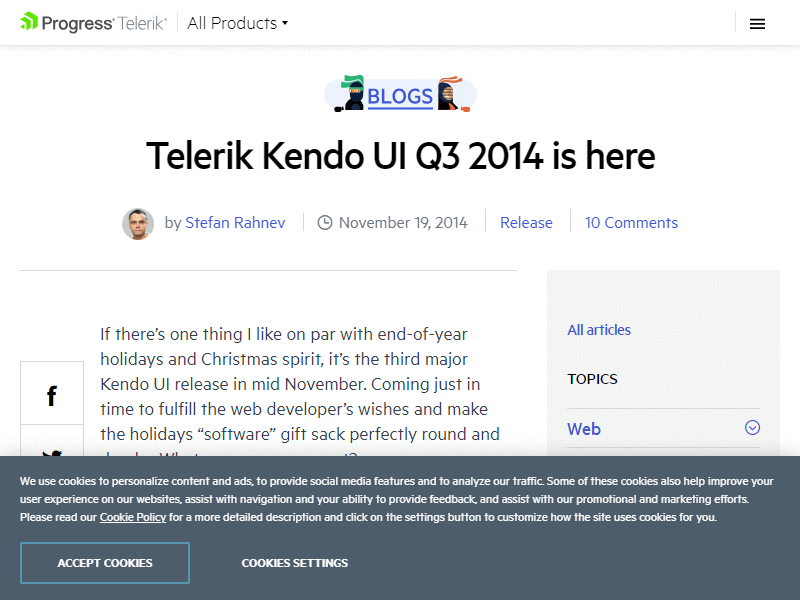 Progress Telerik
All Products
BLOGS
Telerik Kendo UI Q3 2014 is here
by Stefan Rahnev
November 19, 2014
Release
10 Comments
If there’s one thing I like on par with end-of-year
holidays and Christmas spirit, it’s the third major
Kendo UI release in mid November. Coming just in
time to fulfill the web developer’s wishes and make
the holidays “software” gift sack perfectly round and
All articles
TOPICS
Web
We use cookies to personalize content and ads, to provide social media features and to analyze our traffic. Some of these cookies also help improve your
user experience on our websites, assist with navigation and your ability to provide feedback, and assist with our promotional and marketing efforts.
Please read our Cookie Policy for a more detailed description and click on the settings button to customize how the site uses cookies for you.
ACCEPT COOKIES
COOKIES SETTINGS